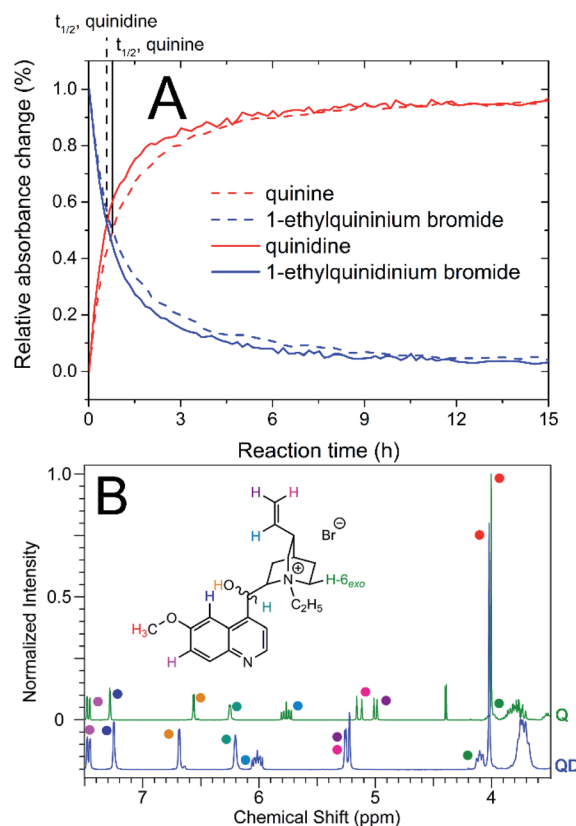 t1/2, quinidine
t1/2, quinine
A
Relative absorbance change (%)
1.0
0.8
0.6
0.4
0.2
0.0
quinine
1-ethylquininium bromide
quinidine
1-ethylquinidinium bromide
0 3 6 9 12 15
Reaction time (h)
B
Normalized Intensity
1.0
0.5
0
H H
H
Br⊖
HO
H
N⊕
H-6exo
C2H5
H
O
H3C
H
N
Q
QD
7 6 5 4
Chemical Shift (ppm)